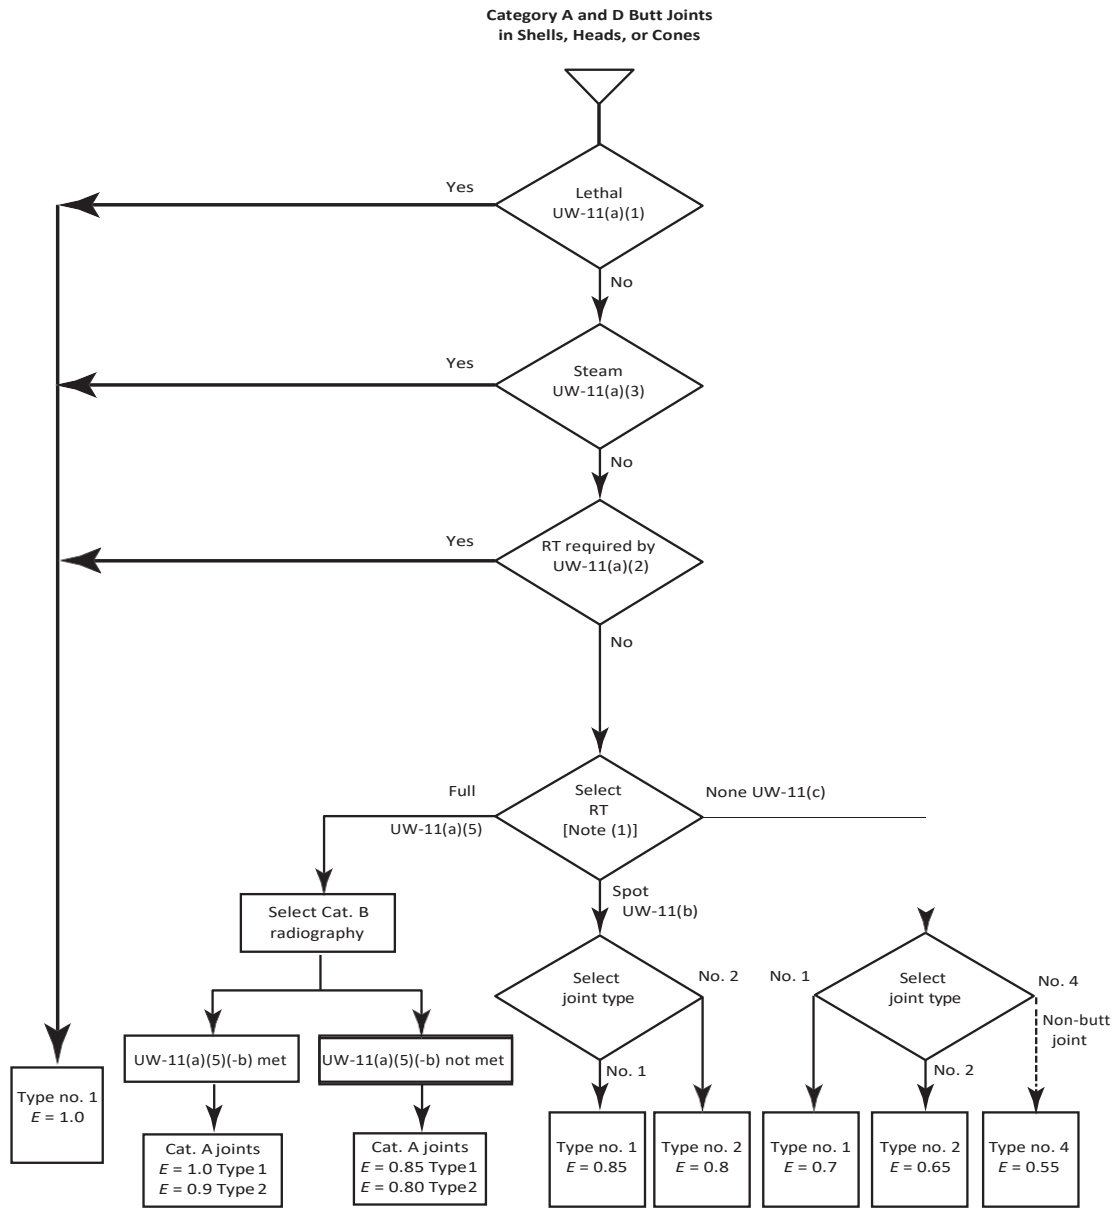 Category A and D Butt Joints
in Shells, Heads, or Cones
Yes
Lethal
UW-11(a)(1)
No
Yes
Steam
UW-11(a)(3)
No
Yes
RT required by
UW-11(a)(2)
No
Full
UW-11(a)(5)
Select
RT
[Note (1)]
None UW-11(c)
Spot
UW-11(b)
Select Cat. B
radiography
Select
joint type
No. 2
No. 1
No. 1
Select
joint type
No. 4
Non-butt
joint
No. 2
UW-11(a)(5)(-b) met
UW-11(a)(5)(-b) not met
Type no. 1
E = 1.0
Cat. A joints
E = 1.0 Type 1
E = 0.9 Type 2
Cat. A joints
E = 0.85 Type 1
E = 0.80 Type 2
Type no. 1
E = 0.85
Type no. 2
E = 0.8
Type no. 1
E = 0.7
Type no. 2
E = 0.65
Type no. 4
E = 0.55